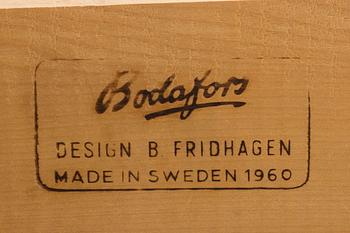 Bodafors
DESIGN B. FRIDHAGEN
MADE IN SWEDEN 1960